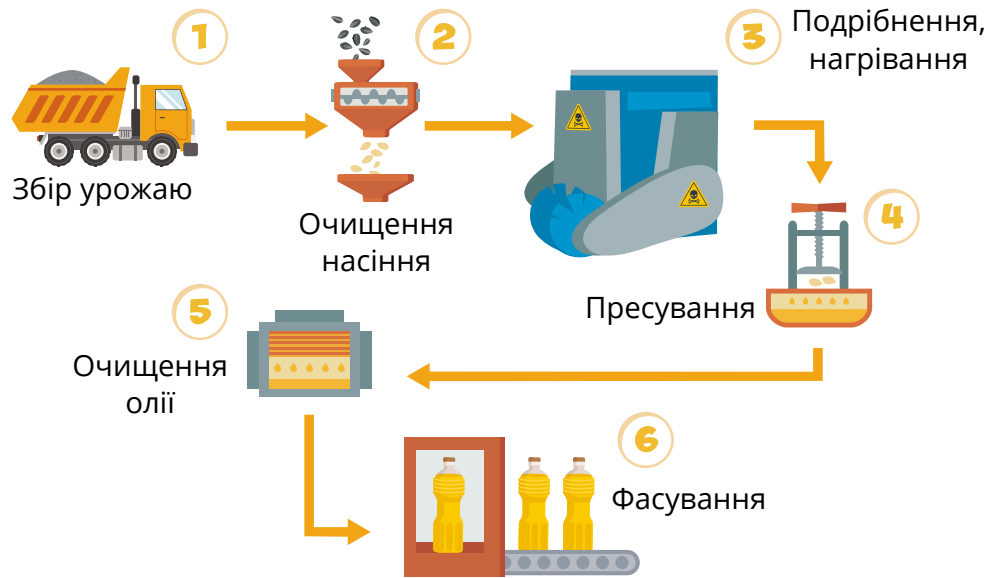 1
Збір урожаю
2
Очищення
насіння
3
Подрібнення,
нагрівання
4
Пресування
5
Очищення
олії
6
Фасування